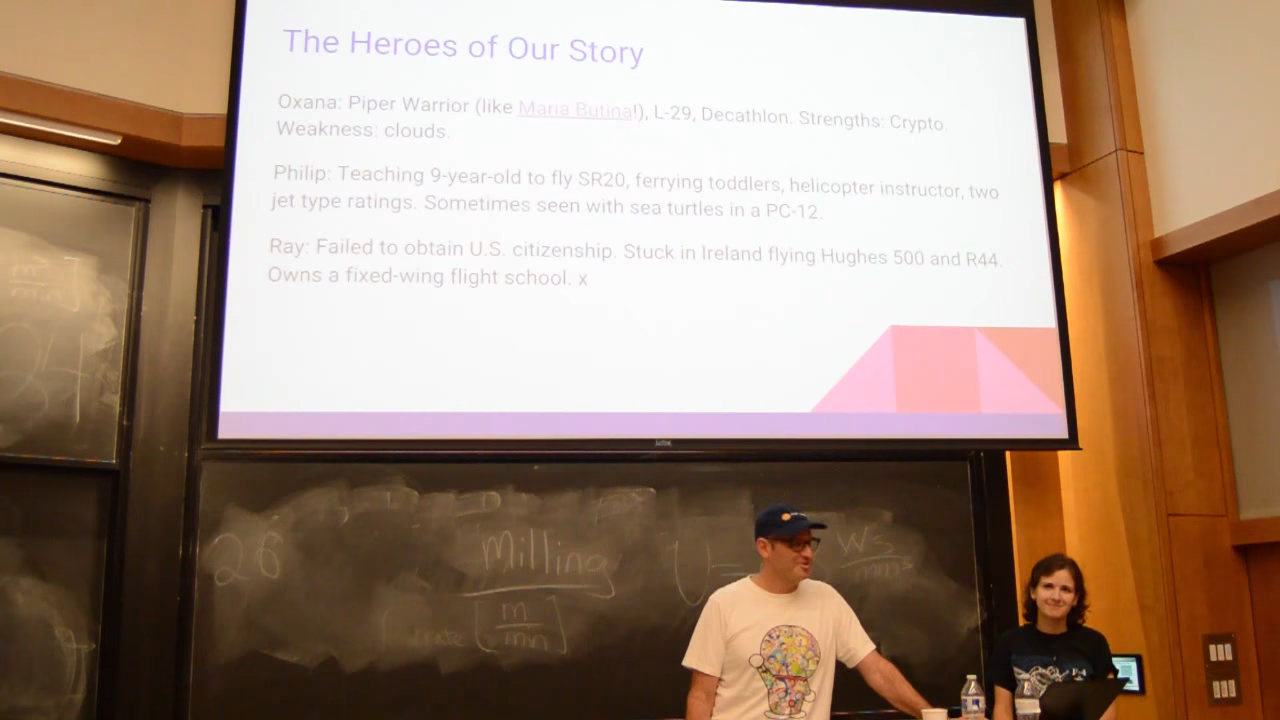 The Heroes of Our Story
Oxana: Piper Warrior (like Maria Butina!), L-29, Decathlon. Strengths: Crypto.
Weakness: clouds.
Philip: Teaching 9-year-old to fly SR20, ferrying toddlers, helicopter instructor, two
jet type ratings. Sometimes seen with sea turtles in a PC-12.
Ray: Failed to obtain U.S. citizenship. Stuck in Ireland flying Hughes 500 and R44.
Owns a fixed-wing flight school. x
26
Milling
U=
Ws
rate
m
mn